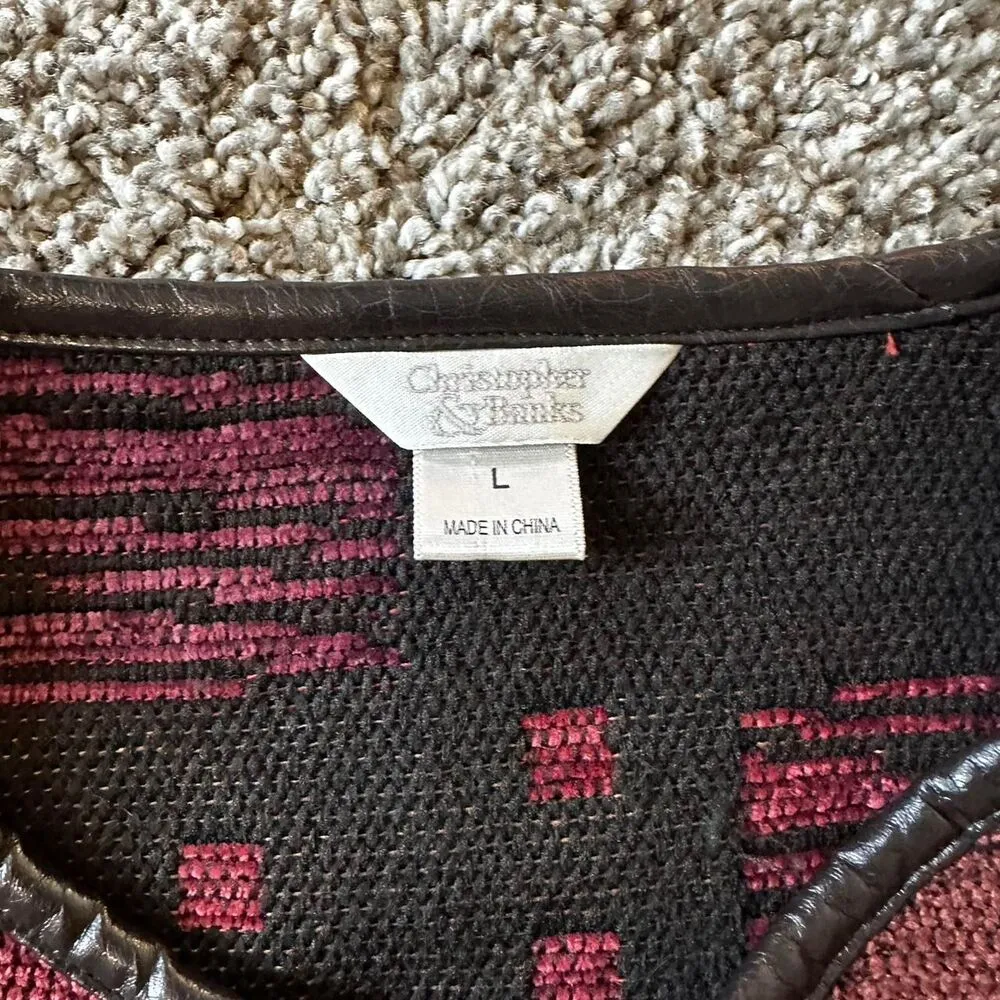 Christopher
& Banks
L
MADE IN CHINA